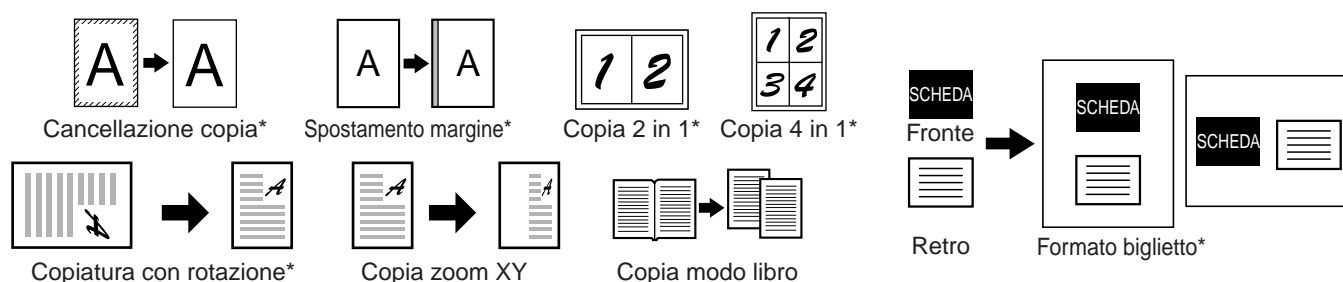 A A
Cancellazione copia*
A A
Spostamento margine*
1 2
Copia 2 in 1*
1 2
3 4
Copia 4 in 1*
A A
Copiatura con rotazione*
A A
Copia zoom XY
Copia modo libro
SCHEDA
Fronte
Retro
SCHEDA
SCHEDA
Formato biglietto*